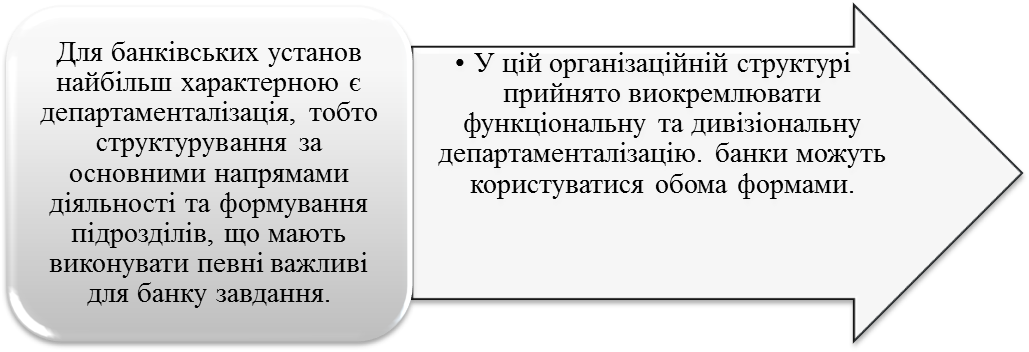 Для банківських установ
найбільш характерною є
департаменталізація, тобто
структурування за
основними напрямами
діяльності та формування
підрозділів, що мають
виконувати певні важливі
для банку завдання.
• У цій організаційній структурі
прийнято виокремлювати
функціональну та дивізіональну
департаменталізацію. банки можуть
користуватися обома формами.